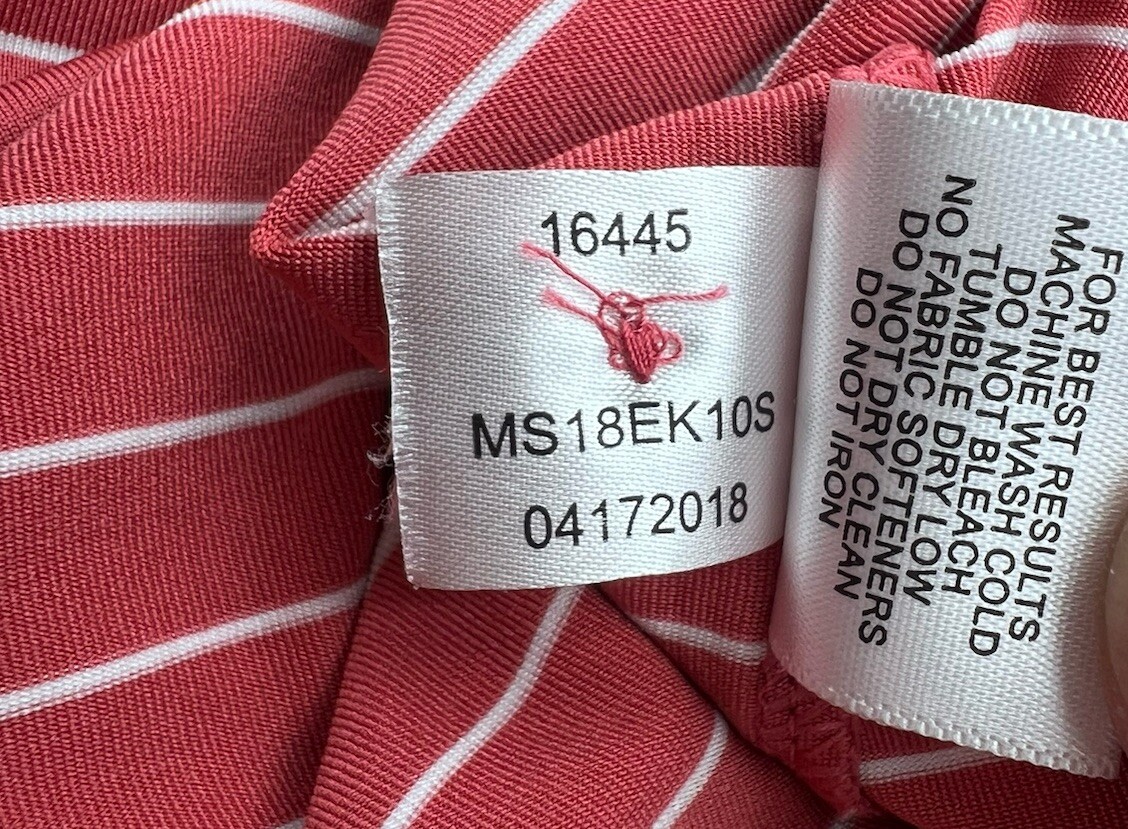 16445
MS18EK10S
04172018
FOR BEST RESULTS
MACHINE WASH COLD
DO NOT BLEACH
TUMBLE DRY LOW
NO FABRIC SOFTENERS
DO NOT DRY CLEAN
DO NOT IRON